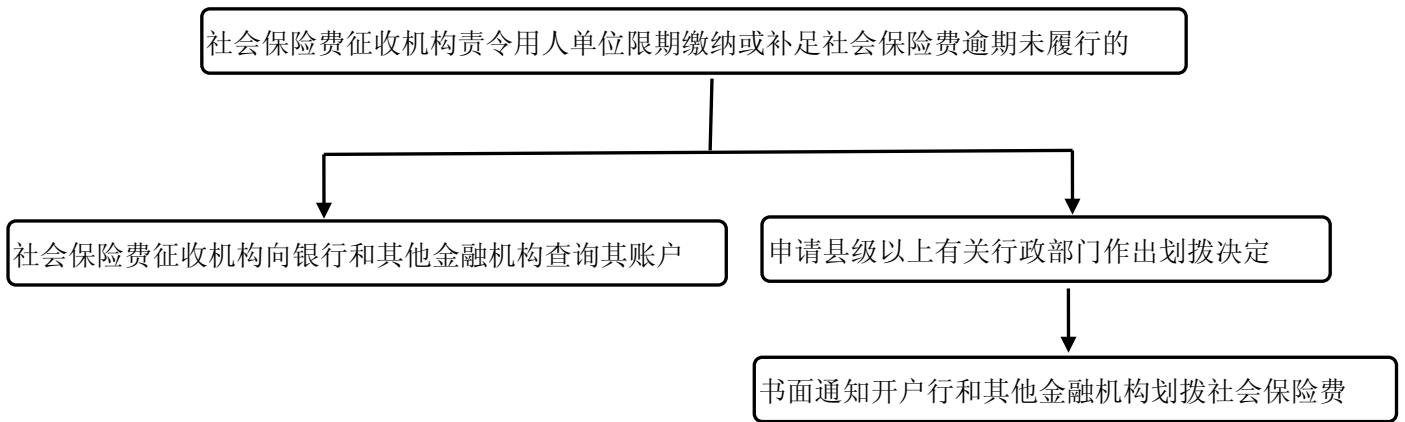 社会保险费征收机构责令用人单位限期缴纳或补足社会保险费逾期未履行的
社会保险费征收机构向银行和其他金融机构查询其账户
申请县级以上有关行政部门作出划拨决定
书面通知开户行和其他金融机构划拨社会保险费